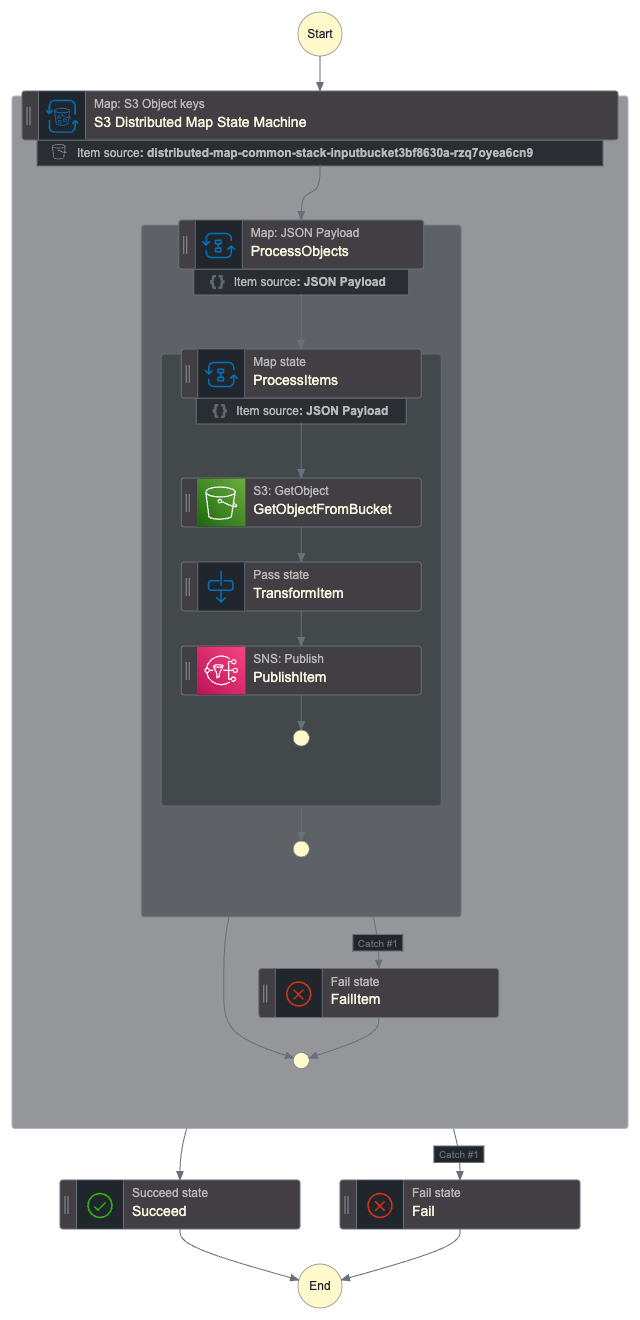 Start
Map: S3 Object keys
S3 Distributed Map State Machine
Item source: distributed-map-common-stack-inputbucket3bf8630a-rzq7oyea6cn9
Map: JSON Payload
ProcessObjects
{} Item source: JSON Payload
Map state
ProcessItems
{} Item source: JSON Payload
S3: GetObject
GetObjectFromBucket
Pass state
TransformItem
SNS: Publish
PublishItem
Catch #1
Fail state
FailItem
Catch #1
Succeed state
Succeed
Fail state
Fail
End